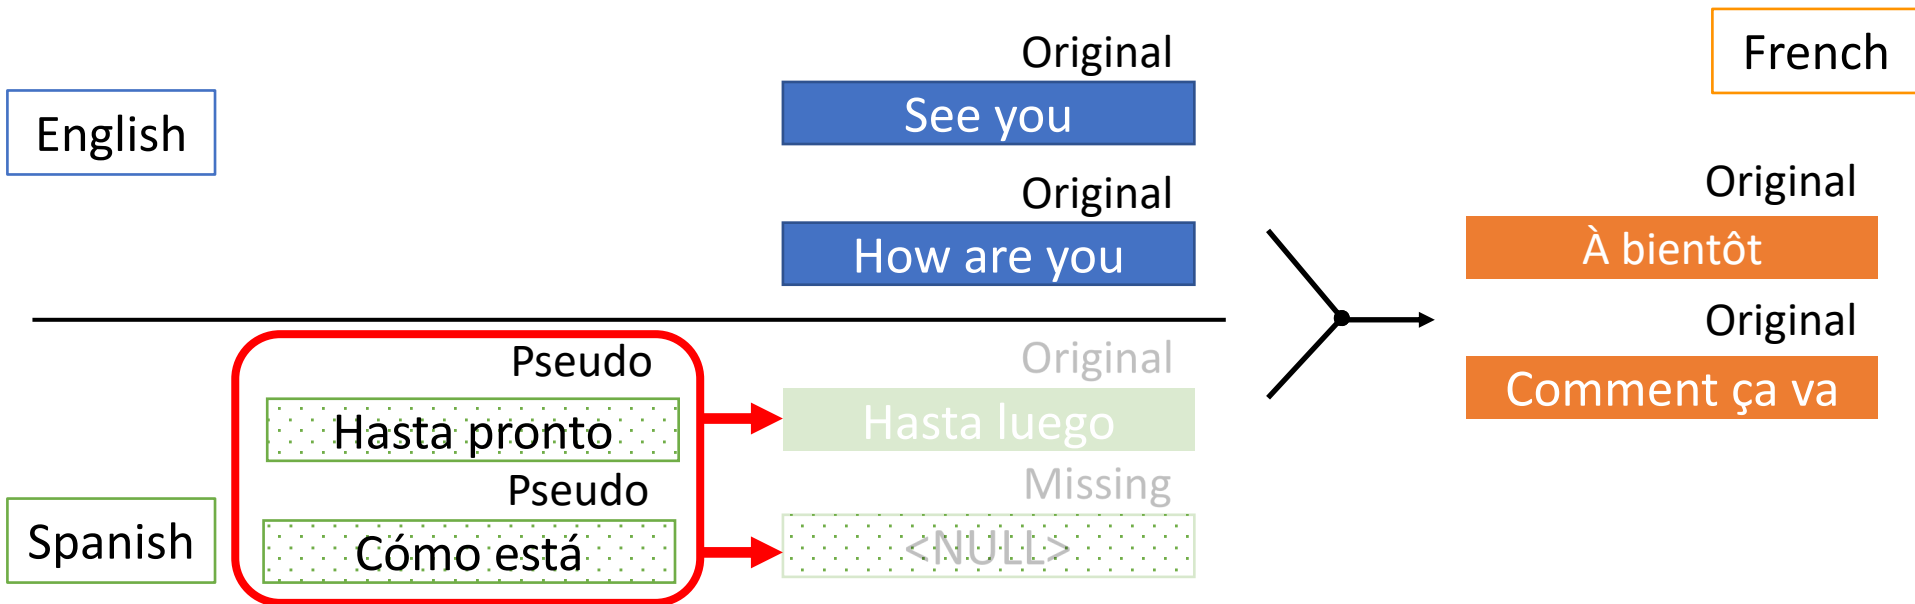 Original
French
See you
English
Original
Original
How are you
À bientôt
Original
Pseudo
Original
Comment ça va
Hasta pronto
Hasta luego
Pseudo
Missing
Spanish
Cómo está
<NULL>